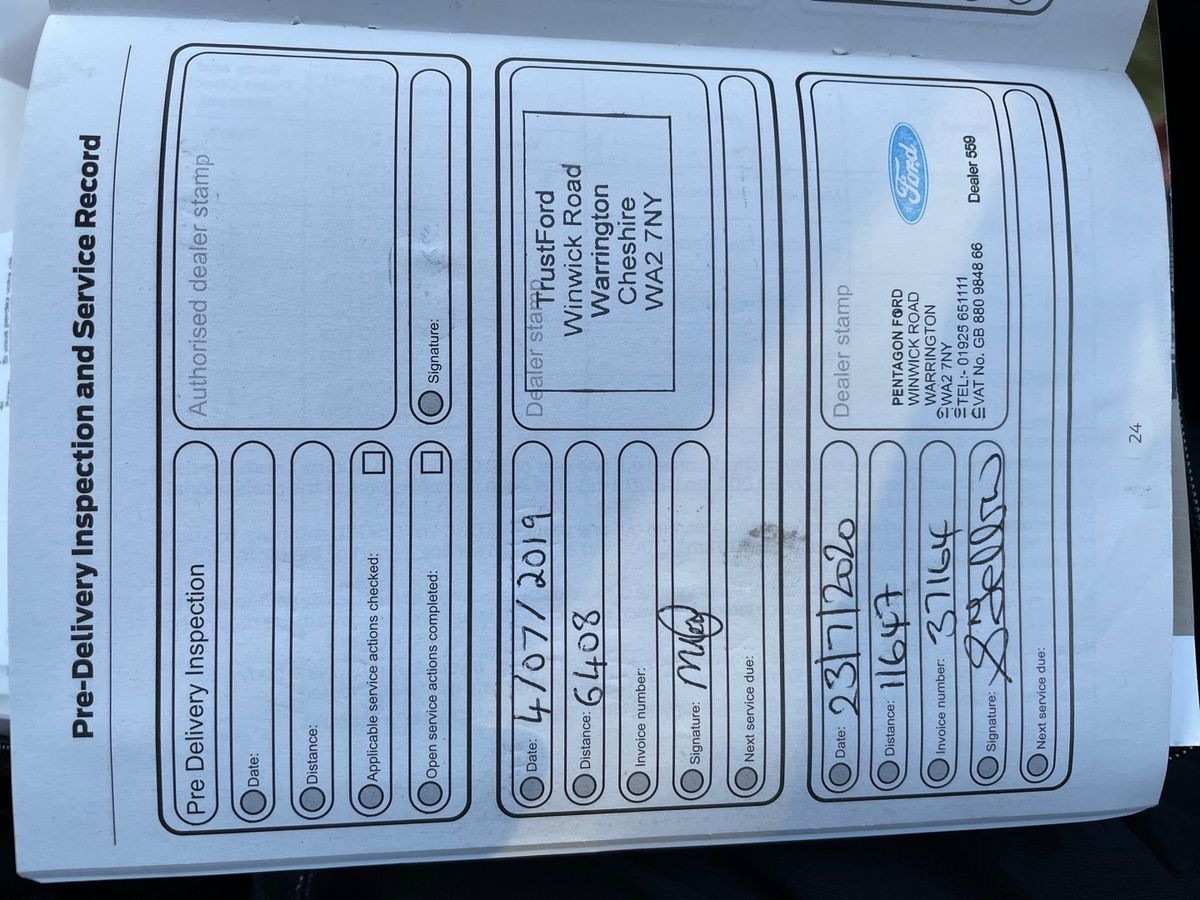 Pre-Delivery Inspection and Service Record
Pre Delivery Inspection
Date:
Distance:
Applicable service actions checked:
Open service actions completed:
Authorised dealer stamp
Signature:
Date: 4/07/2019
Distance: 6408
Invoice number:
Signature:
Next service due:
Dealer stamp
TrustFord
Winwick Road
Warrington
Cheshire
WA2 7NY
Date: 23/7/2020
Distance: 11647
Invoice number: 37164
Signature:
Next service due:
Dealer stamp
Ford
PENTAGON FORD
WINWICK ROAD
WARRINGTON
WA2 7NY
TEL:- 01925 651111
VAT No. GB 880 9848 66
Dealer 559
24